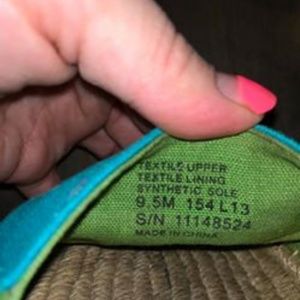 TEXTILE UPPER
TEXTILE LINING
SYNTHETIC SOLE
9.5M 154 L13
S/N 11148524
MADE IN CHINA